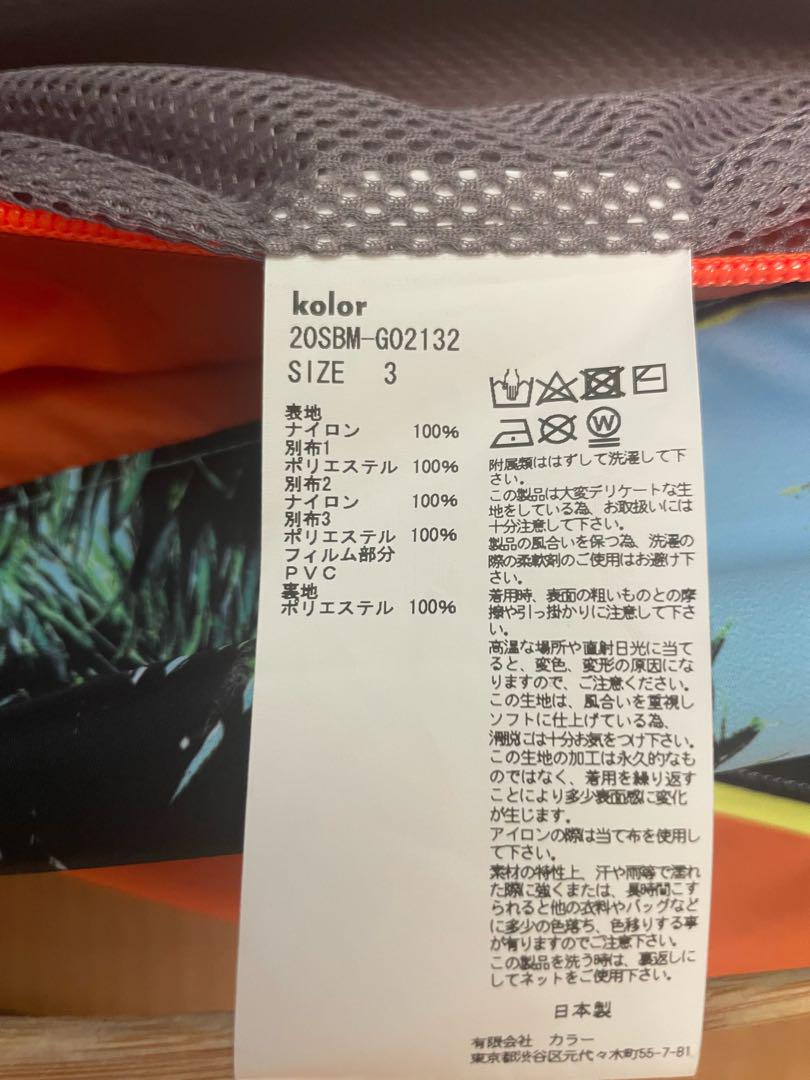 kolor
20SBM-G02132
SIZE 3
表地
ナイロン 100%
別布1
ポリエステル 100%
別布2
ナイロン 100%
別布3
ポリエステル 100%
フィルム部分
PVC
裏地
ポリエステル 100%
W
附属類ははずして洗濯して下
さい。
この製品は大変デリケートな生
地をしている為、お取扱いには
十分注意して下さい。
製品の風合いを保つ為、洗濯の
際の柔軟剤のご使用はお避け下
さい。
着用時、表面の粗いものとの摩
擦や引っ掛かりに注意して下さ
い。
高温な場所や直射日光に当て
ると、変色、変形の原因にな
りますので、ご注意ください。
この生地は、風合いを重視し
ソフトに仕上げている為、
滑脱には十分お気をつけ下さい。
この生地の加工は永久的なも
のではなく、着用を繰り返す
ことにより多少表面感に変化
が生じます。
アイロンの際は当て布を使用し
て下さい。
素材の特性上、汗や雨等で濡れ
た際に強くまたは、長時間こす
られると他の衣料やバッグなど
に多少の色落ち、色移りする事
が有りますのでご注意下さい。
この製品を洗う時は、裏返しに
してネットをご使用下さい。
日本製
有限会社 カラー
東京都渋谷区元代々木町55-7-B1